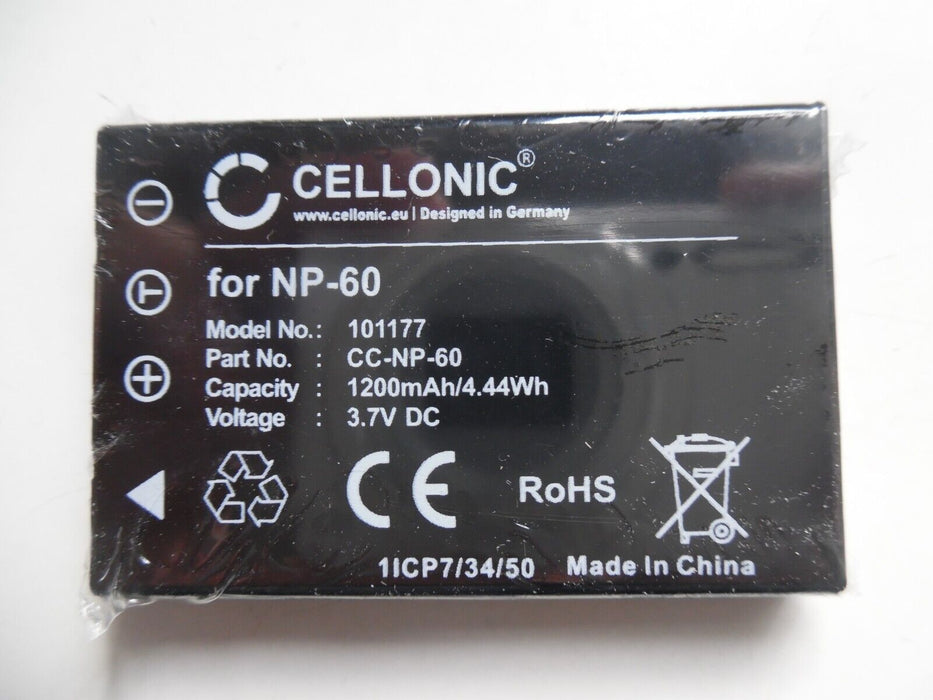 CELLONIC®
www.cellonic.eu | Designed in Germany
for NP-60
Model No.: 101177
Part No. : CC-NP-60
Capacity : 1200mAh/4.44Wh
Voltage : 3.7V DC
T
CE RoHS
1ICP7/34/50 Made In China